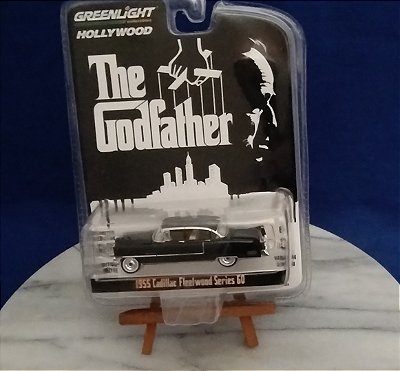 GREENLIGHT
HOLLYWOOD
The
Godfather
1955 Cadillac Fleetwood Series 60